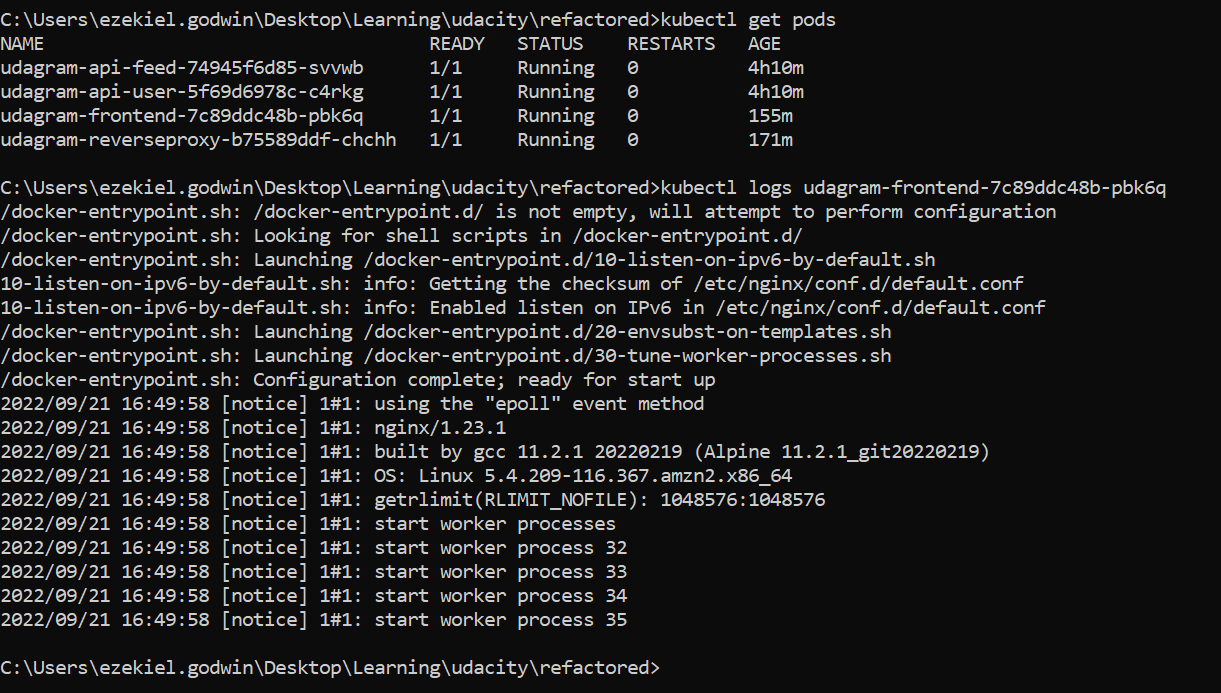 C:\Users\ezekiel.godwin\Desktop\Learning\udacity\refactored>kubectl get pods
NAME                                   READY   STATUS    RESTARTS   AGE
udagram-api-feed-74945f6d85-svvwb      1/1     Running   0          4h10m
udagram-api-user-5f69d6978c-c4rkg      1/1     Running   0          4h10m
udagram-frontend-7c89ddc48b-pbk6q      1/1     Running   0          155m
udagram-reverseproxy-b75589ddf-chchh   1/1     Running   0          171m
C:\Users\ezekiel.godwin\Desktop\Learning\udacity\refactored>kubectl logs udagram-frontend-7c89ddc48b-pbk6q
/docker-entrypoint.sh: /docker-entrypoint.d/ is not empty, will attempt to perform configuration
/docker-entrypoint.sh: Looking for shell scripts in /docker-entrypoint.d/
/docker-entrypoint.sh: Launching /docker-entrypoint.d/10-listen-on-ipv6-by-default.sh
10-listen-on-ipv6-by-default.sh: info: Getting the checksum of /etc/nginx/conf.d/default.conf
10-listen-on-ipv6-by-default.sh: info: Enabled listen on IPv6 in /etc/nginx/conf.d/default.conf
/docker-entrypoint.sh: Launching /docker-entrypoint.d/20-envsubst-on-templates.sh
/docker-entrypoint.sh: Launching /docker-entrypoint.d/30-tune-worker-processes.sh
/docker-entrypoint.sh: Configuration complete; ready for start up
2022/09/21 16:49:58 [notice] 1#1: using the "epoll" event method
2022/09/21 16:49:58 [notice] 1#1: nginx/1.23.1
2022/09/21 16:49:58 [notice] 1#1: built by gcc 11.2.1 20220219 (Alpine 11.2.1_git20220219)
2022/09/21 16:49:58 [notice] 1#1: OS: Linux 5.4.209-116.367.amzn2.x86_64
2022/09/21 16:49:58 [notice] 1#1: getrlimit(RLIMIT_NOFILE): 1048576:1048576
2022/09/21 16:49:58 [notice] 1#1: start worker processes
2022/09/21 16:49:58 [notice] 1#1: start worker process 32
2022/09/21 16:49:58 [notice] 1#1: start worker process 33
2022/09/21 16:49:58 [notice] 1#1: start worker process 34
2022/09/21 16:49:58 [notice] 1#1: start worker process 35
C:\Users\ezekiel.godwin\Desktop\Learning\udacity\refactored>